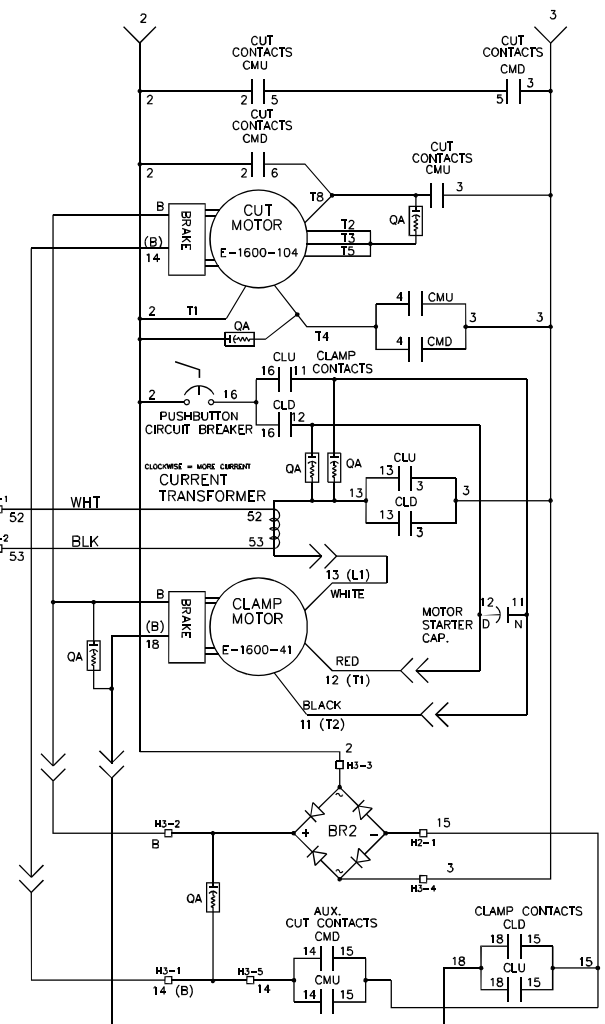 2
3
CUT
CONTACTS
CMU
CUT
CONTACTS
CMD
2
2 5
5
3
CUT
CONTACTS
CMD
2
2 6
CUT
CONTACTS
CMU
3
T8
B
BRAKE
CUT
MOTOR
E-1600-104
QA
T2
T3
T5
(B)
14
2
T1
QA
T4
4 CMU
3
3
4 CMD
CLU
CLAMP
CONTACTS
16 11
2
16
CLD
12
16
PUSHBUTTON
CIRCUIT BREAKER
CLOCKWISE = MORE CURRENT
CURRENT
TRANSFORMER
QA
QA
CLU
13
3
13
CLD
3
13
3
-1
52
WHT
52
-2
53
BLK
53
13 (L1)
WHITE
B
BRAKE
CLAMP
MOTOR
E-1600-41
(B)
18
QA
MOTOR
STARTER
CAP.
12
D
11
N
RED
12 (T1)
BLACK
11 (T2)
2
H3-3
~
H3-2
B
+
BR2
-
15
H2-1
~
3
H3-4
QA
AUX.
CUT CONTACTS
CMD
14 15
CMU
14 15
H3-1
14 (B)
H3-5
14
CLAMP CONTACTS
CLD
18 15
18
CLU
15
18 15